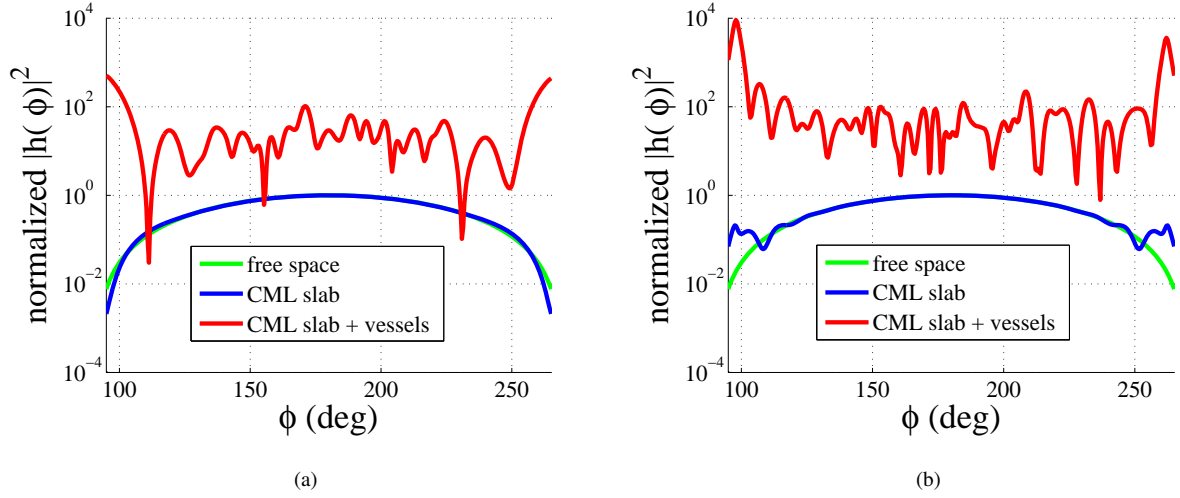 10^4
10^2
10^0
10^-2
10^-4
normalized |h( ϕ)|^2
100
150
200
250
ϕ (deg)
free space
CML slab
CML slab + vessels
(a)
10^4
10^2
10^0
10^-2
10^-4
normalized |h( ϕ)|^2
100
150
200
250
ϕ (deg)
free space
CML slab
CML slab + vessels
(b)